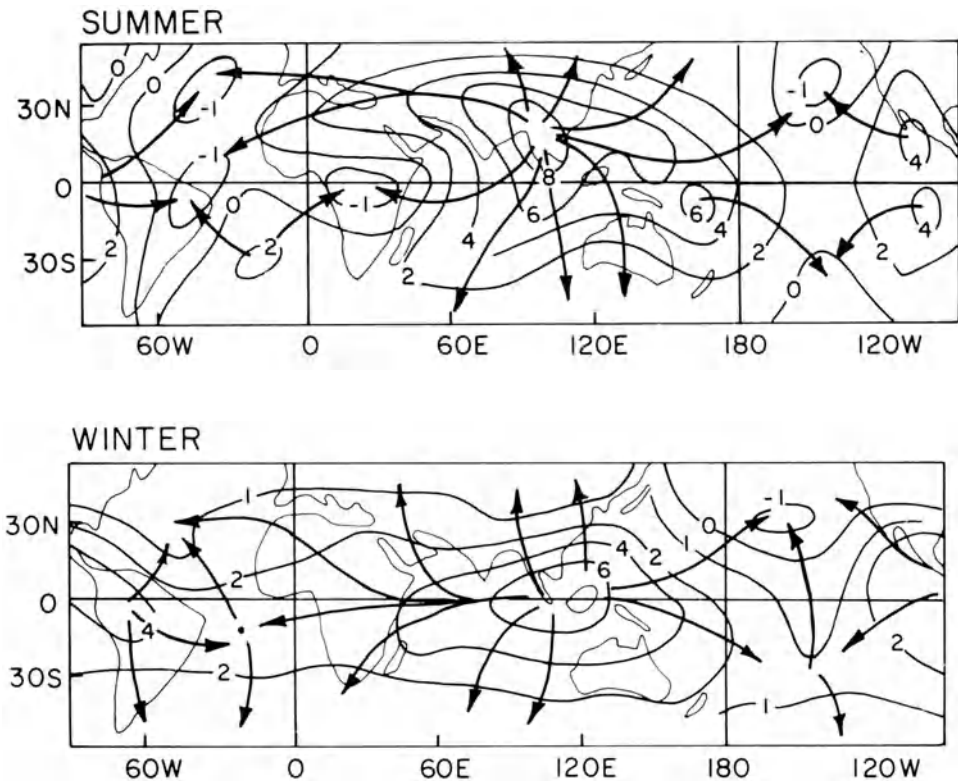 SUMMER
0 0 0
30N -1 -1
-1 0 4
0 0 -1 8 6
2 2 6 4 4 2 2 4
30S 2 0
60W 0 60E 120E 180 120W
WINTER
1 -1
30N 0
2 4 2 1
0 6
4 2
30S 2 1
60W 0 60E 120E 180 120W